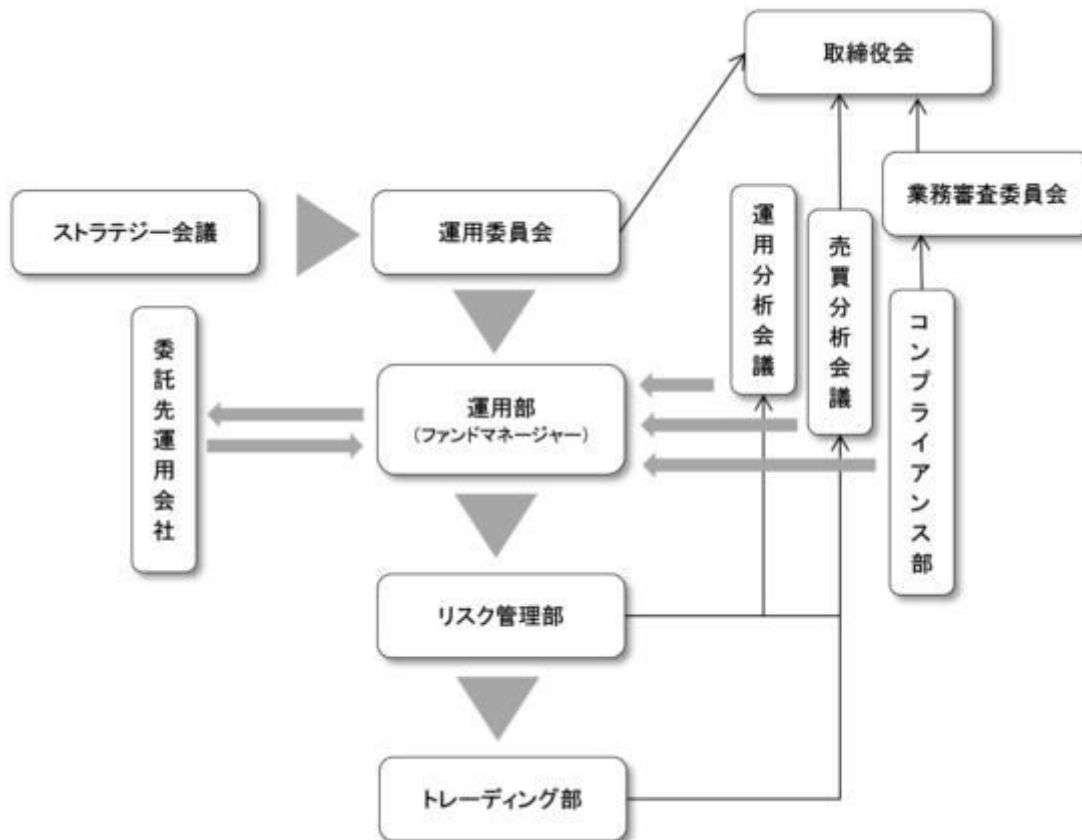 取締役会
業務審査委員会
ストラテジー会議
運用委員会
運用分析会議
売買分析会議
コンプライアンス部
委託先運用会社
運用部
(ファンドマネージャー)
リスク管理部
トレーディング部